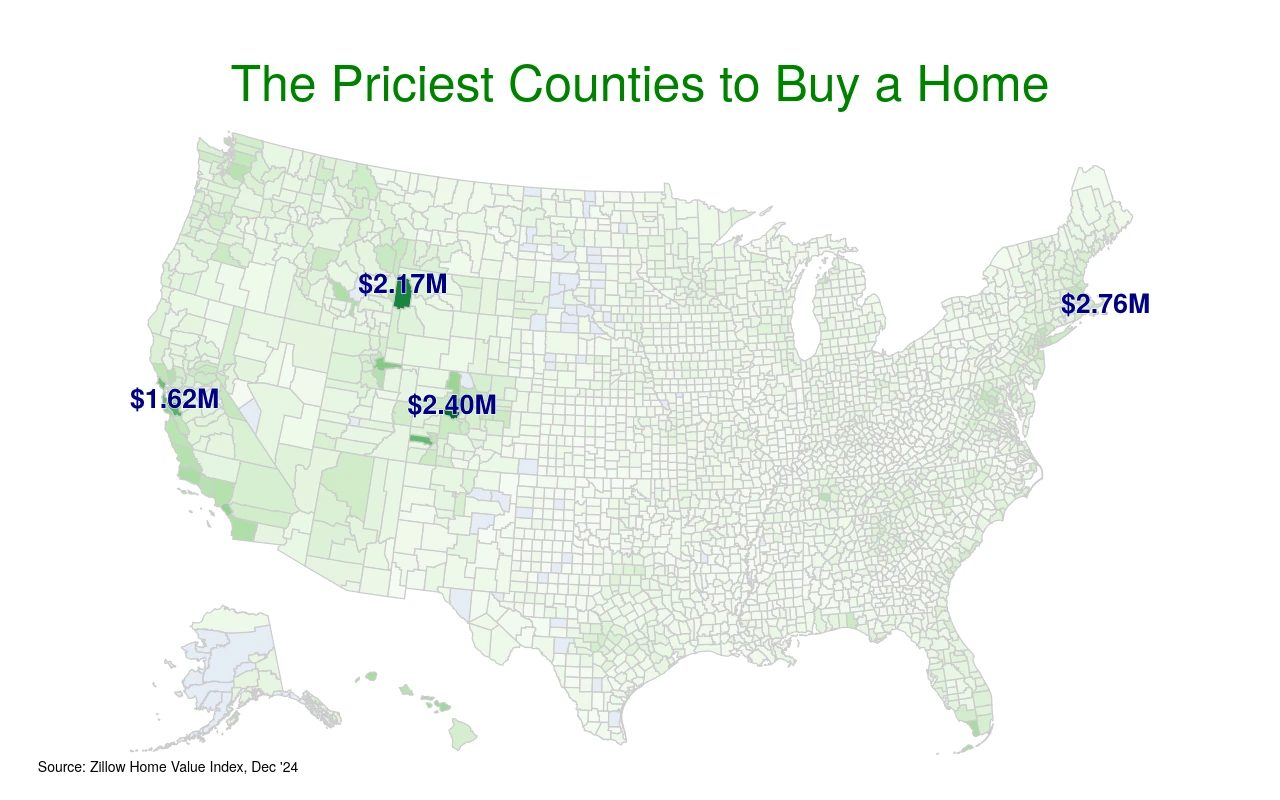 The Priciest Counties to Buy a Home
$2.17M
$2.76M
$1.62M
$2.40M
Source: Zillow Home Value Index, Dec '24